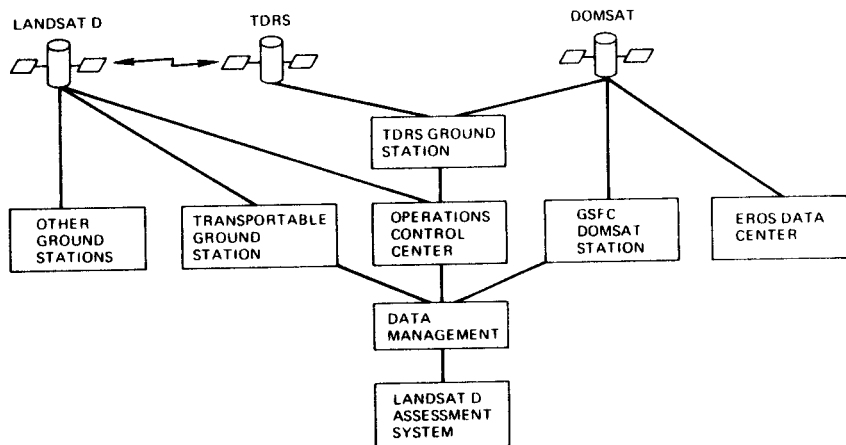 LANDSAT D
TDRS
DOMSAT
TDRS GROUND
STATION
OTHER
GROUND
STATIONS
TRANSPORTABLE
GROUND
STATION
OPERATIONS
CONTROL
CENTER
GSFC
DOMSAT
STATION
EROS DATA
CENTER
DATA
MANAGEMENT
LANDSAT D
ASSESSMENT
SYSTEM